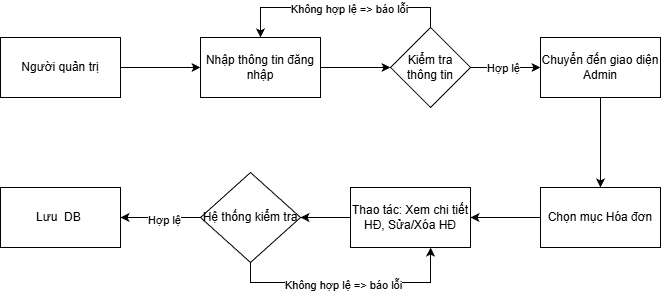 Không hợp lệ => báo lỗi
Người quản trị
Nhập thông tin đăng
nhập
Kiểm tra
thông tin
Hợp lệ
Chuyển đến giao diện
Admin
Lưu DB
Hợp lệ
Hệ thống kiểm tra
Thao tác: Xem chi tiết
HĐ, Sửa/Xóa HĐ
Chọn mục Hóa đơn
Không hợp lệ => báo lỗi